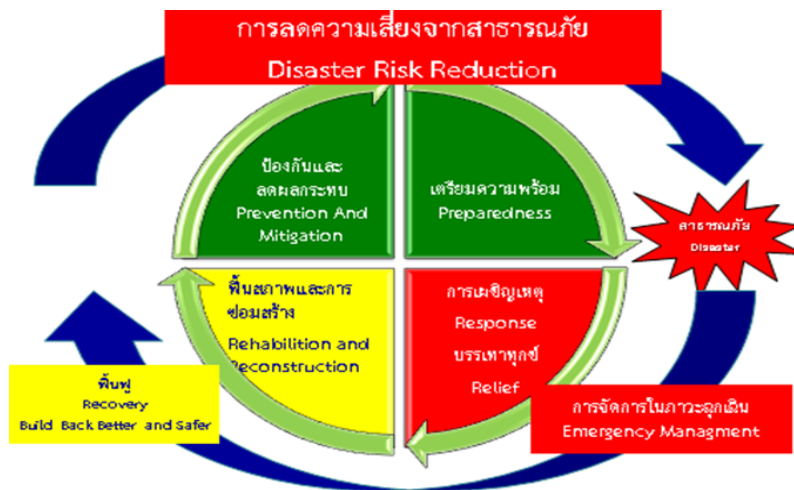 การลดความเสี่ยงจากสาธารณภัย
Disaster Risk Reduction
ป้องกันและ
ลดผลกระทบ
Prevention And
Mitigation
เตรียมความพร้อม
Preparedness
สาธารณภัย
Disaster
ฟื้นสภาพและการ
ซ่อมสร้าง
Rehabilition and
Reconstruction
การเผชิญเหตุ
Response
บรรเทาทุกข์
Relief
ฟื้นฟู
Recovery
Build Back Better and Safer
การจัดการในภาวะฉุกเฉิน
Emergency Managment